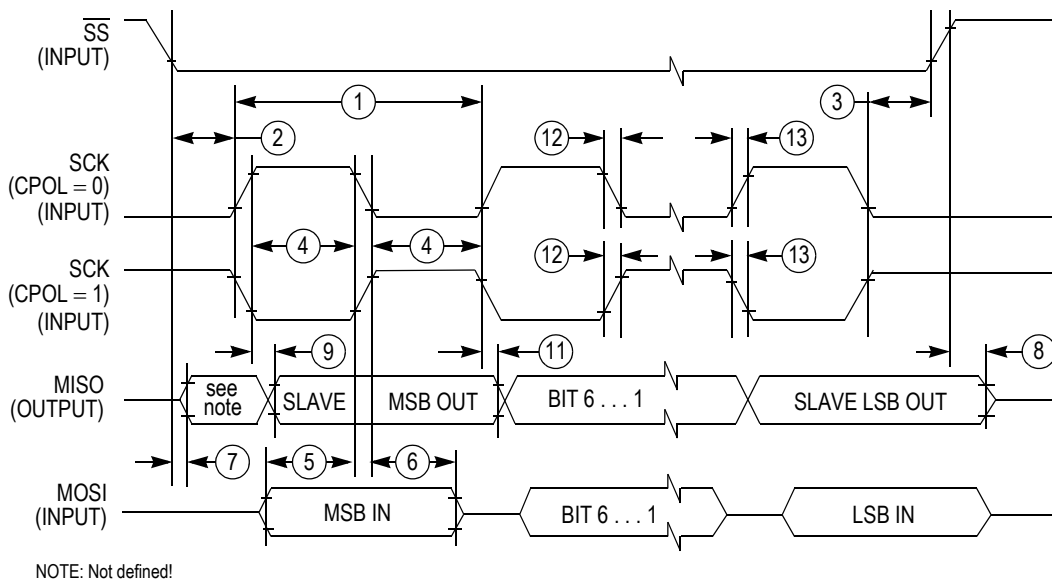 SS
(INPUT)
1
3
2
12
13
SCK
(CPOL = 0)
(INPUT)
4
4
SCK
(CPOL = 1)
(INPUT)
12
13
9
11
8
MISO
(OUTPUT)
see
note
SLAVE
MSB OUT
BIT 6 . . . 1
SLAVE LSB OUT
7
5
6
MOSI
(INPUT)
MSB IN
BIT 6 . . . 1
LSB IN
NOTE: Not defined!